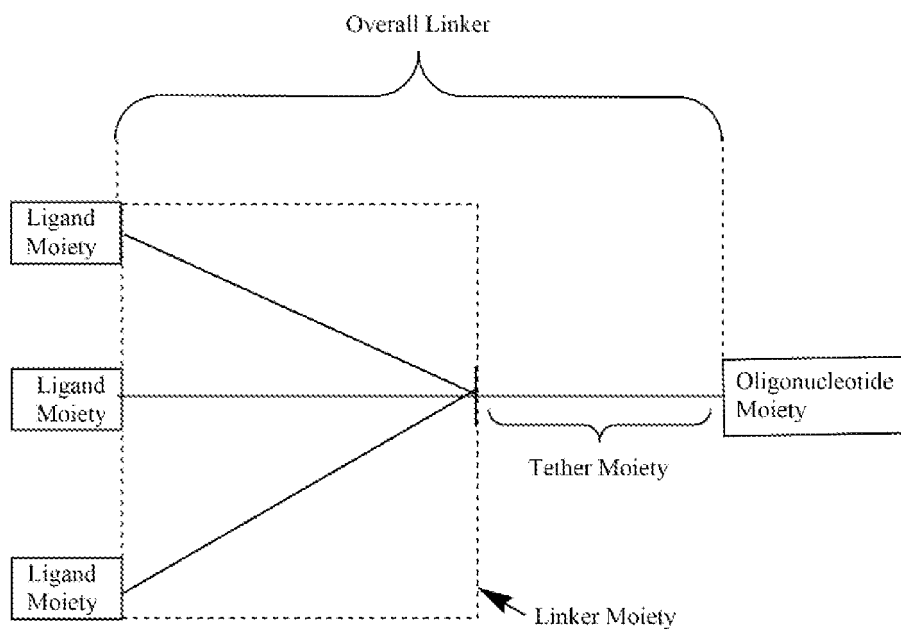 Overall Linker
Ligand
Moiety
Ligand
Moiety
Oligonucleotide
Moiety
Tether Moiety
Ligand
Moiety
Linker Moiety